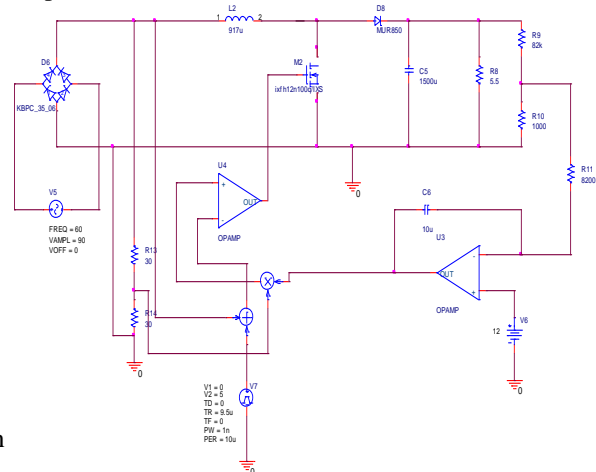 L2
1 2
917u
D8
MUR850
R9
82k
D6
KBPC_35_06
M2
C5
1500u
R8
5.5
R10
1000
U4
+
-
OUT
OPAMP
0
R11
8200
V5
FREQ = 60
VAMPL = 90
VOFF = 0
C6
10u
U3
-
+
OUT
OPAMP
R13
30
R14
30
V6
12
0
0
V1 = 0
V2 = 5
TD = 0
TR = 9.5u
TF = 0
PW = 1n
PER = 10u
V7
0
n